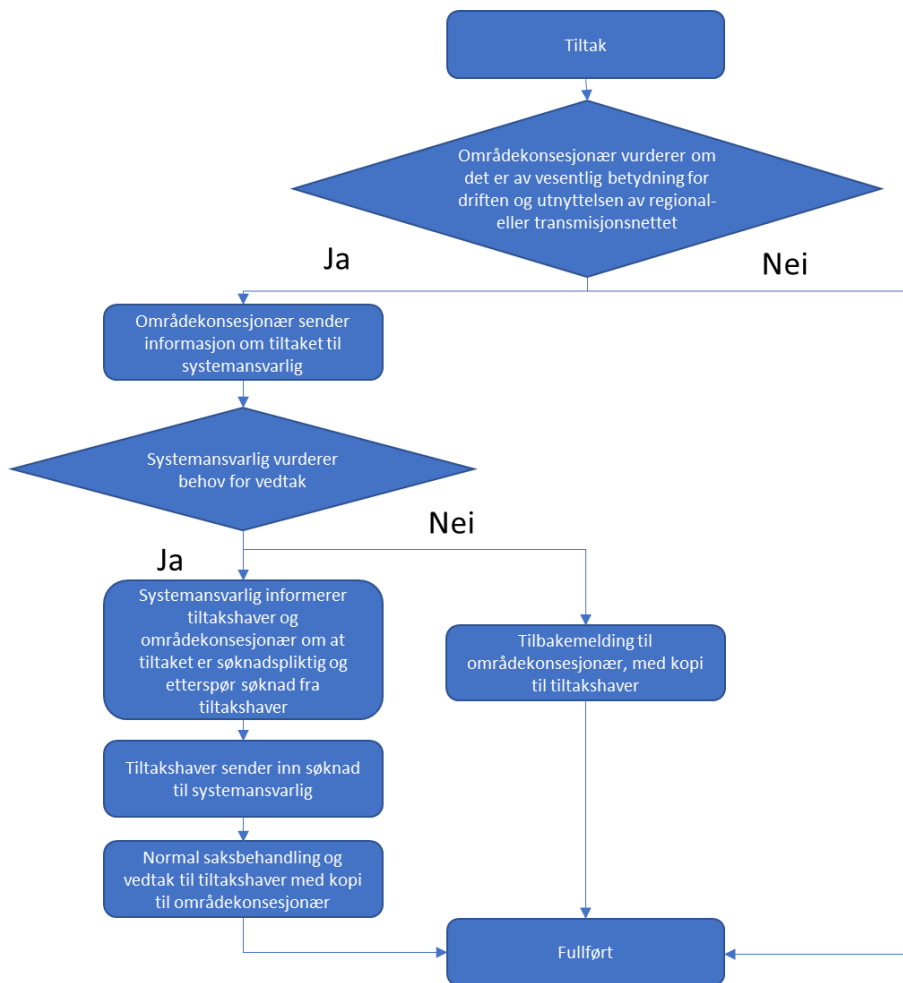 Tiltak
Områdekonsesjonær vurderer om
det er av vesentlig betydning for
driften og utnyttelsen av regional-
eller transmisjonsnettet
Ja
Nei
Områdekonsesjonær sender
informasjon om tiltaket til
systemansvarlig
Systemansvarlig vurderer
behov for vedtak
Nei
Ja
Systemansvarlig informerer
tiltakshaver og
områdekonsesjonær om at
tiltaket er søknadspliktig og
etterspør søknad fra
tiltakshaver
Tilbakemelding til
områdekonsesjonær, med kopi
til tiltakshaver
Tiltakshaver sender inn søknad
til systemansvarlig
Normal saksbehandling og
vedtak til tiltakshaver med kopi
til områdekonsesjonær
Fullført